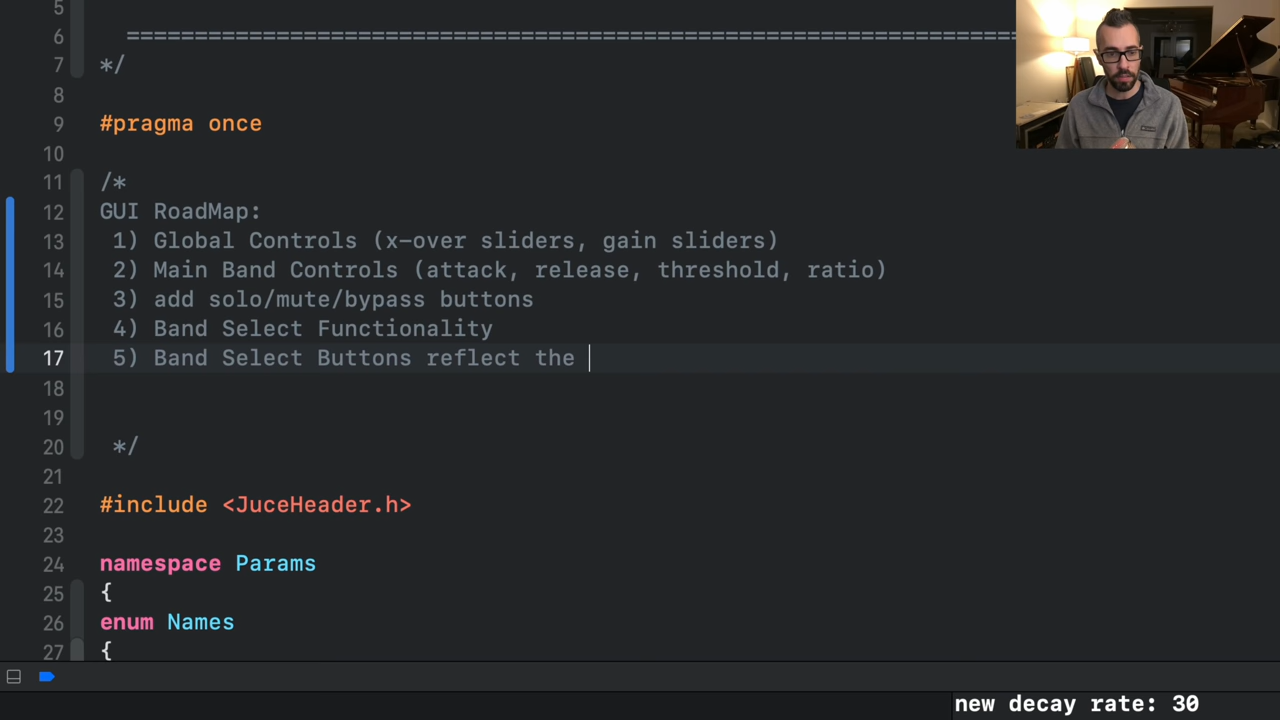 5
6 ==================================================================
7 */
8
9 #pragma once
10
11 /*
12 GUI RoadMap:
13 1) Global Controls (x-over sliders, gain sliders)
14 2) Main Band Controls (attack, release, threshold, ratio)
15 3) add solo/mute/bypass buttons
16 4) Band Select Functionality
17 5) Band Select Buttons reflect the
18
19
20 */
21
22 #include <JuceHeader.h>
23
24 namespace Params
25 {
26 enum Names
27 {
new decay rate: 30